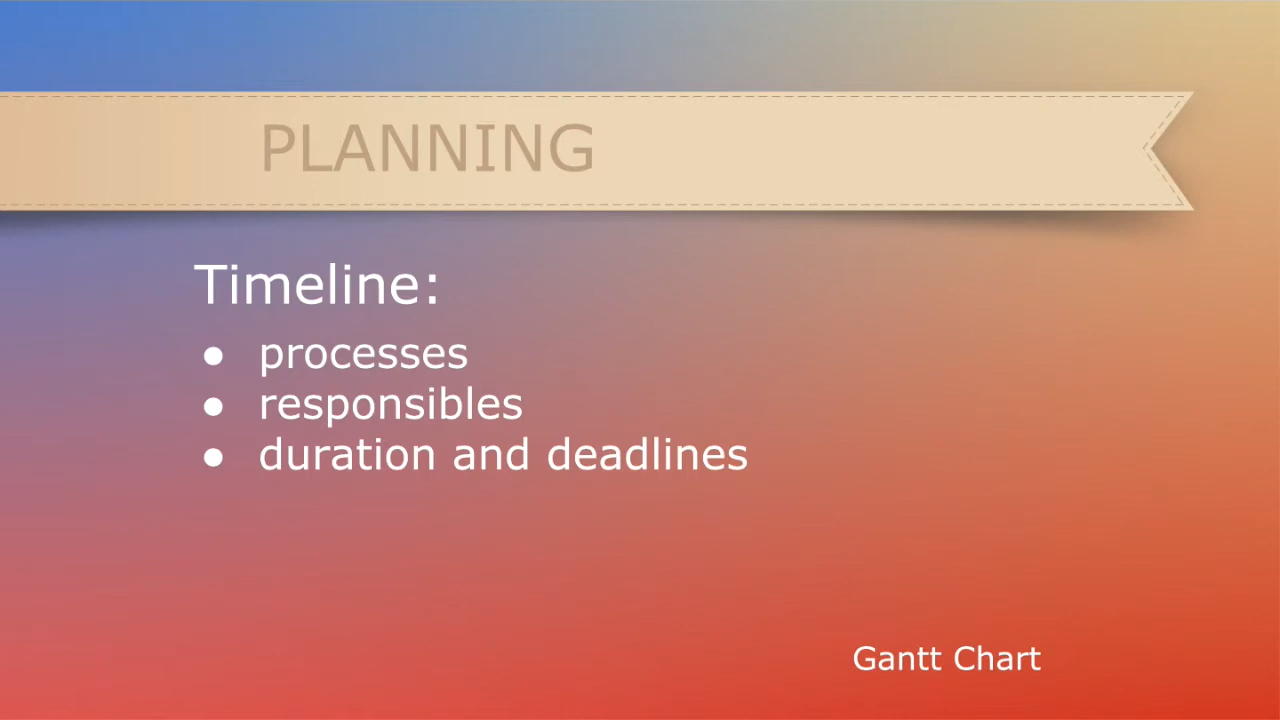 PLANNING
Timeline:
● processes
● responsibles
● duration and deadlines
Gantt Chart